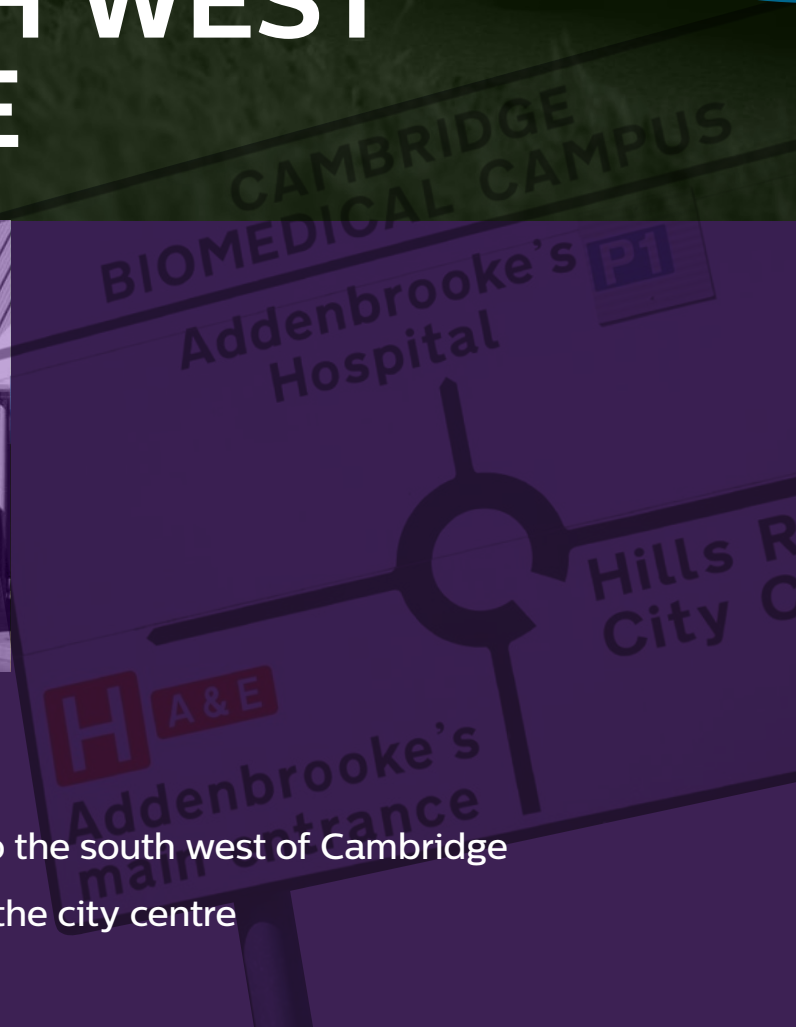 WEST
CAMBRIDGE
BIOMEDICAL CAMPUS
Addenbrooke's P1
Hospital
Hills
City
H A & E
Addenbrooke's
main entrance
the south west of Cambridge
the city centre